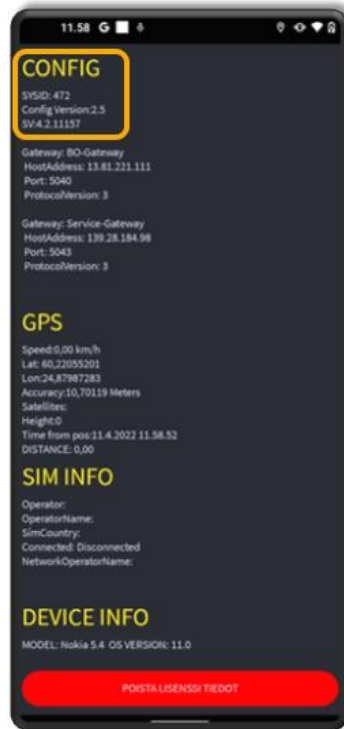 11.58 G
CONFIG
SYSID: 472
Config Version:2.5
SV:4.2.11157
Gateway: BO-Gateway
HostAddress: 13.81.221.111
Port: 5040
ProtocolVersion: 3
Gateway: Service-Gateway
HostAddress: 139.28.184.98
Port: 5043
ProtocolVersion: 3
GPS
Speed:0,00 km/h
Lat: 60,22055201
Lon:24,87987283
Accuracy:10,70119 Meters
Satellites:
Height:0
Time from pos:11.4.2022 11.58.52
DISTANCE: 0,00
SIM INFO
Operator:
OperatorName:
SimCountry:
Connected: Disconnected
NetworkOperatorName:
DEVICE INFO
MODEL: Nokia 5.4 OS VERSION: 11.0
POISTA LISENSSI TIEDOT